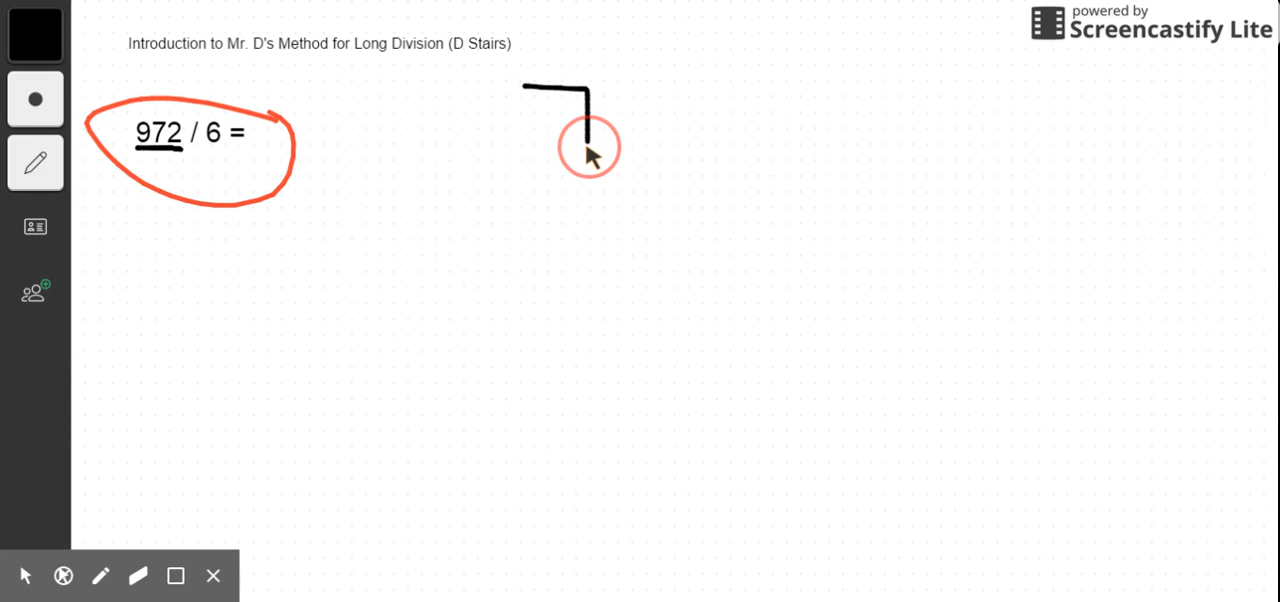 powered by
Screencastify Lite
Introduction to Mr. D's Method for Long Division (D Stairs)
972 / 6 =